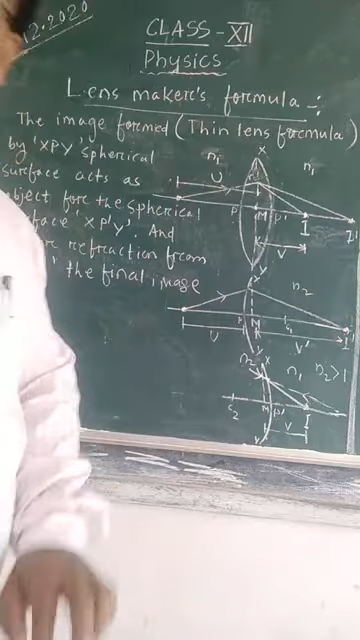 12.2020
CLASS-XII
Physics
Lens maker's formula -:
The image formed (Thin lens formula)
by 'XPY' spherical
surface acts as
object for the spherical
'XP'Y'. And
refraction from
the final image
n1 n1
U
X
P M P' I I'
V
Y
n2
P M C1 I'
U V'
n2 X n1 n2>1
C2 M P' I
V
Y